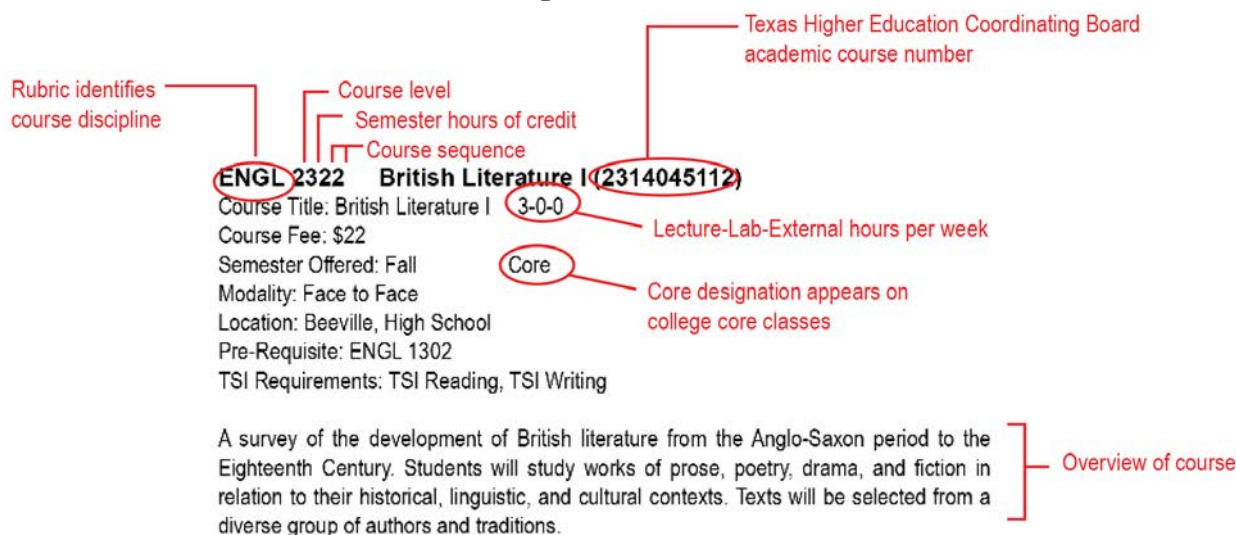 Texas Higher Education Coordinating Board
academic course number
Rubric identifies
course discipline
Course level
Semester hours of credit
Course sequence
ENGL 2322 British Literature I (2314045112)
Course Title: British Literature I 3-0-0
Lecture-Lab-External hours per week
Course Fee: $22
Semester Offered: Fall Core
Core designation appears on
college core classes
Modality: Face to Face
Location: Beeville, High School
Pre-Requisite: ENGL 1302
TSI Requirements: TSI Reading, TSI Writing
A survey of the development of British literature from the Anglo-Saxon period to the
Eighteenth Century. Students will study works of prose, poetry, drama, and fiction in
relation to their historical, linguistic, and cultural contexts. Texts will be selected from a
diverse group of authors and traditions.
Overview of course